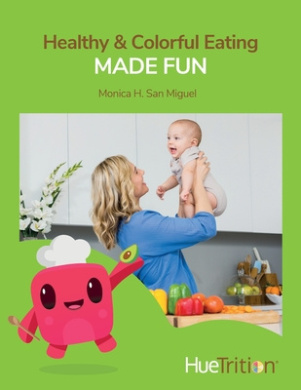 Healthy & Colorful Eating
MADE FUN
Monica H. San Miguel
HueTrition